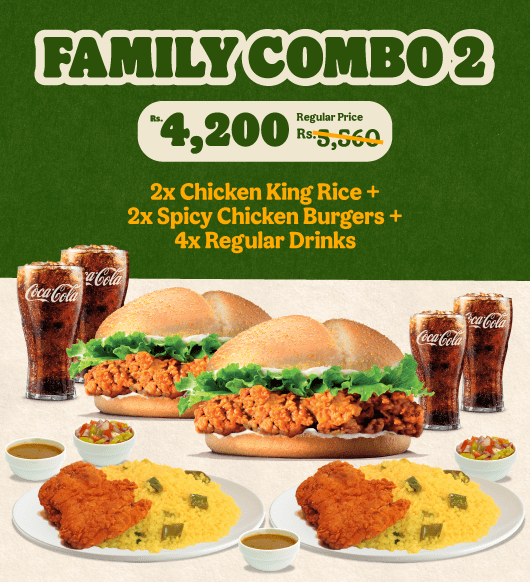 FAMILY COMBO 2
Rs. 4,200 Regular Price
Rs. 5,560
2x Chicken King Rice +
2x Spicy Chicken Burgers +
4x Regular Drinks
Coca-Cola
Coca-Cola
Coca-Cola
Coca-Cola